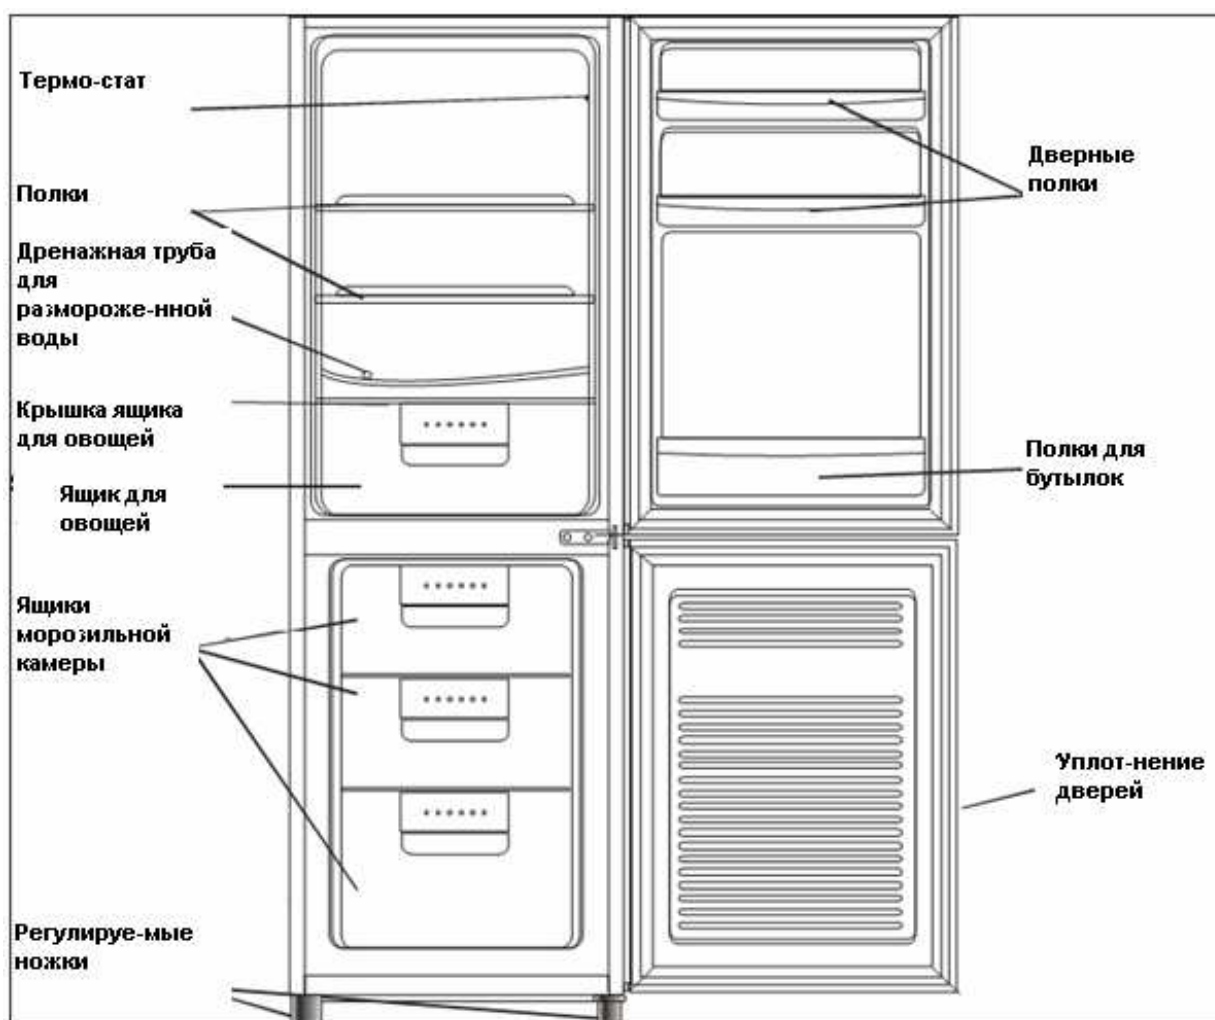 Термо-стат
Полки
Дренажная труба
для
размороже-нной
воды
Крышка ящика
для овощей
Ящик для
овощей
Ящики
морозильной
камеры
Регулируе-мые
ножки
Дверные
полки
Полки для
бутылок
Уплот-нение
дверей